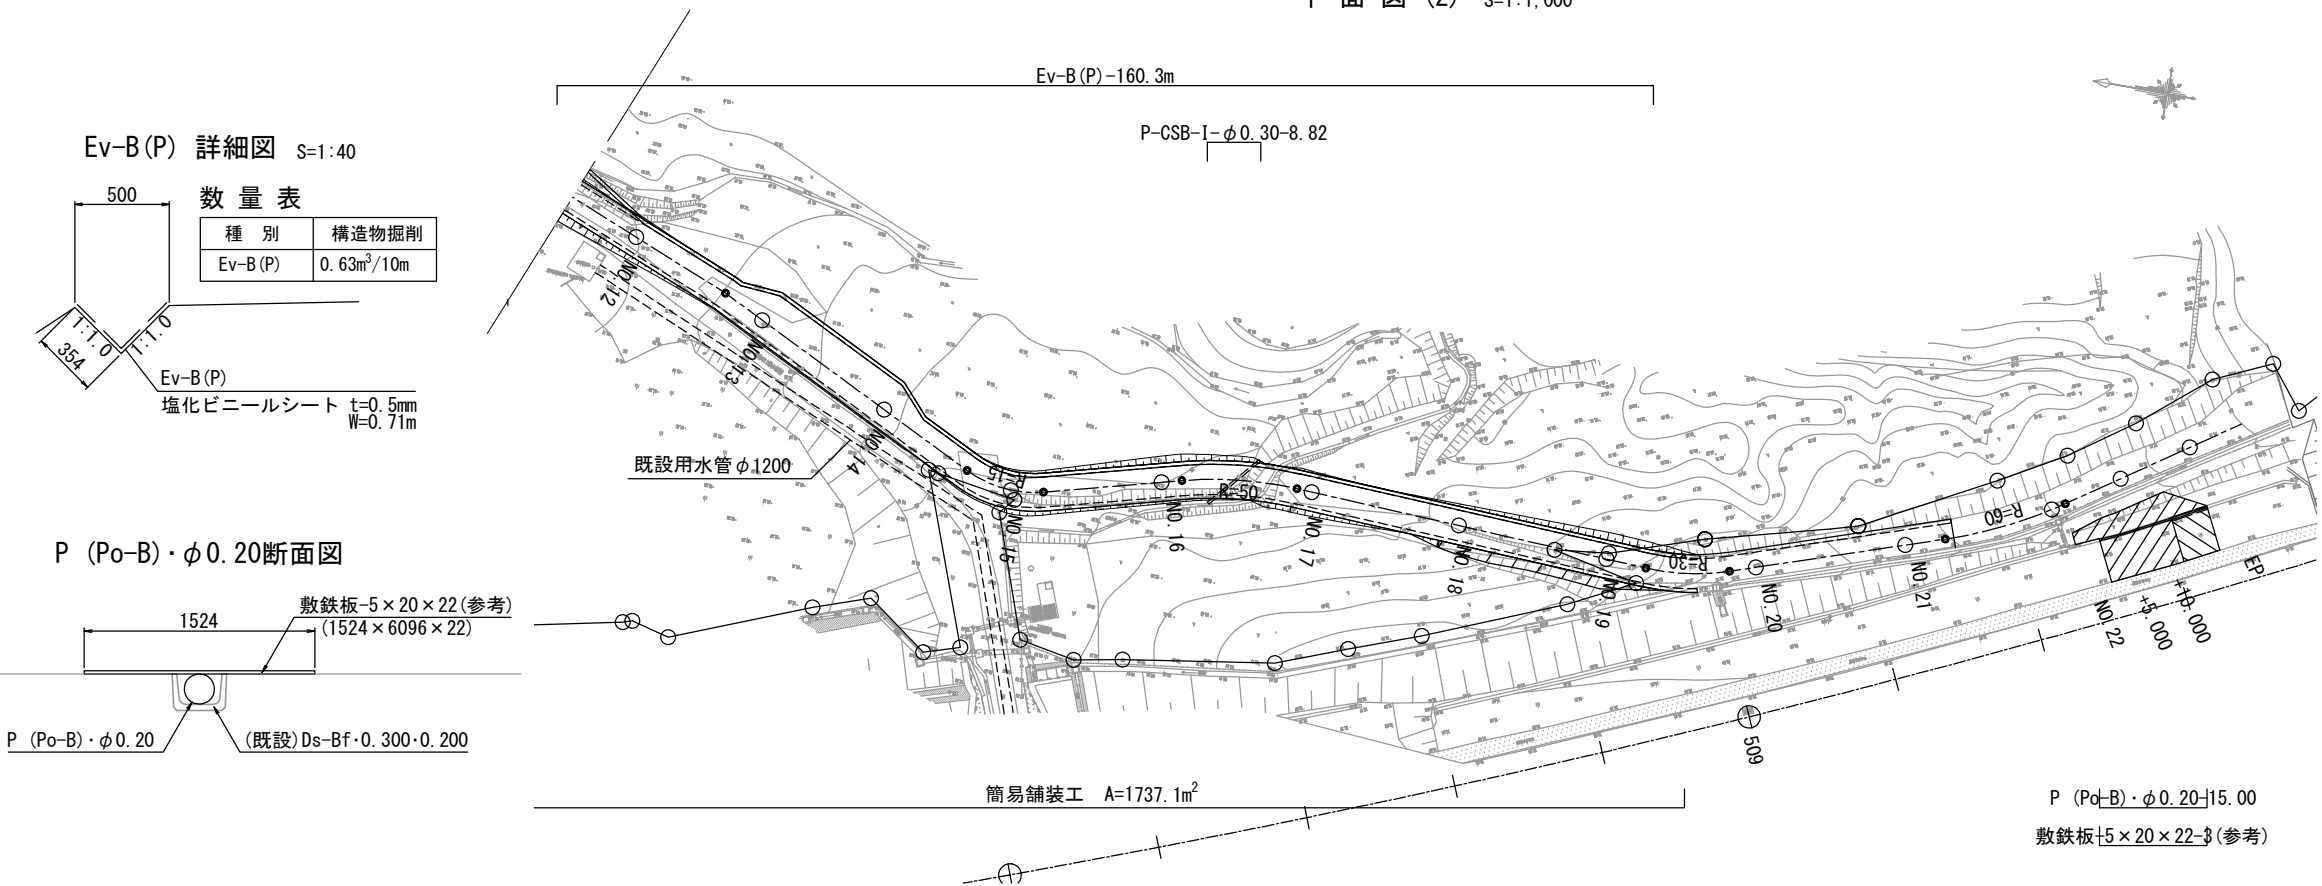 平 面 図 (2) S=1:1,000
Ev-B(P)-160.3m
P-CSB-I-φ0.30-8.82
Ev-B(P) 詳細図 S=1:40
500
数 量 表
種 別 構造物掘削
Ev-B(P) 0.63m³/10m
1:1.0
1:1.0
354
Ev-B(P)
塩化ビニールシート t=0.5mm
W=0.71m
既設用水管φ1200
NO.12
NO.13
NO.14
R=15
NO.15
R=50
NO.16
NO.17
NO.18
NO.19
R=30
NO.20
NO.21
R=60
NO.22
+5.000
+10.000
EP
509
P (Po-B)・φ0.20断面図
1524
敷鉄板-5×20×22(参考)
(1524×6096×22)
P (Po-B)・φ0.20
(既設)Ds-Bf・0.300・0.200
簡易舗装工 A=1737.1m²
P (Po-B)・φ0.20-15.00
敷鉄板-5×20×22-3(参考)